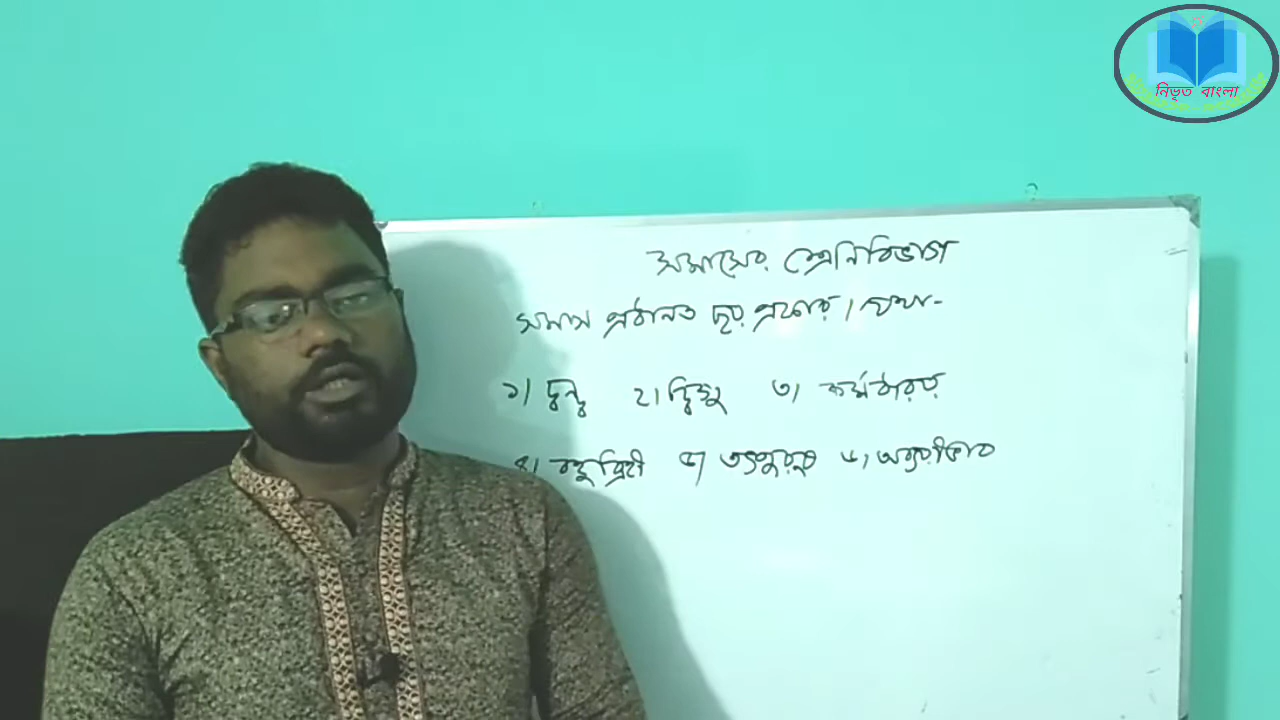 নিভৃত বাংলা
সমাসের শ্রেনিবিভাগ
সমাস প্রধানত ছয় প্রকার। যথা-
১। দ্বন্দ্ব ২। দ্বিগু ৩। কর্মধারয়
৪। বহুব্রিহী ৫। তৎপুরুষ ৬। অব্যয়ীভাব